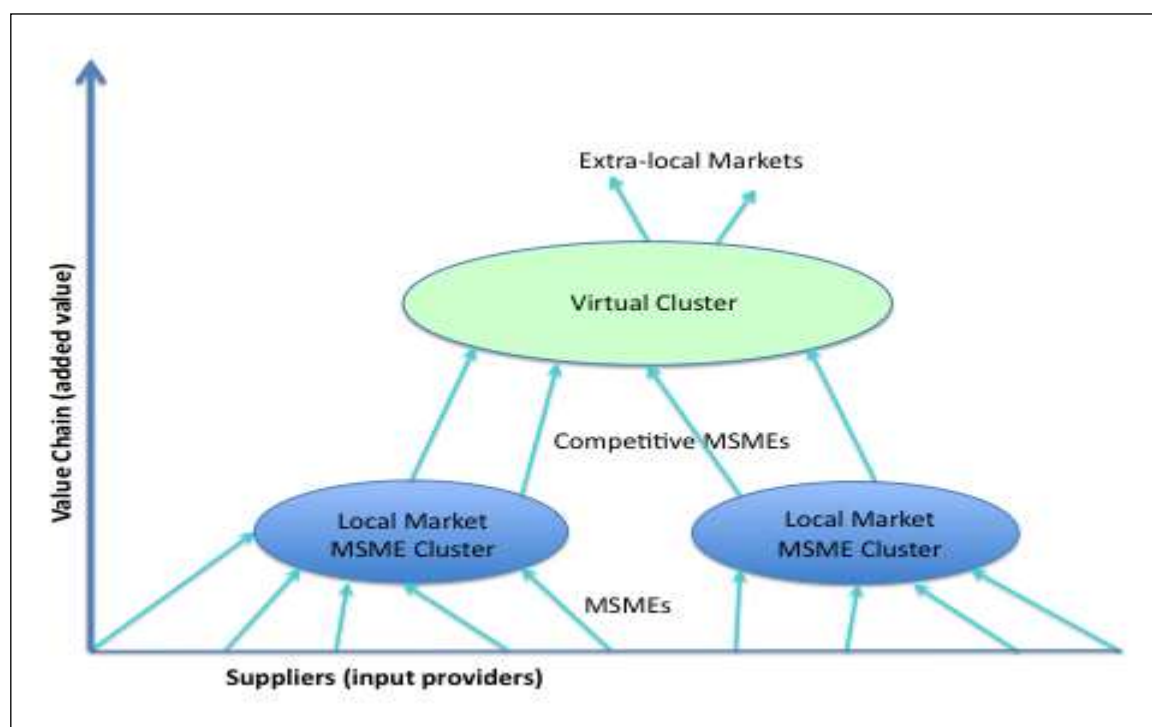 Extra-local Markets
Virtual Cluster
Value Chain (added value)
Competitive MSMEs
Local Market
MSME Cluster
Local Market
MSME Cluster
MSMEs
Suppliers (input providers)